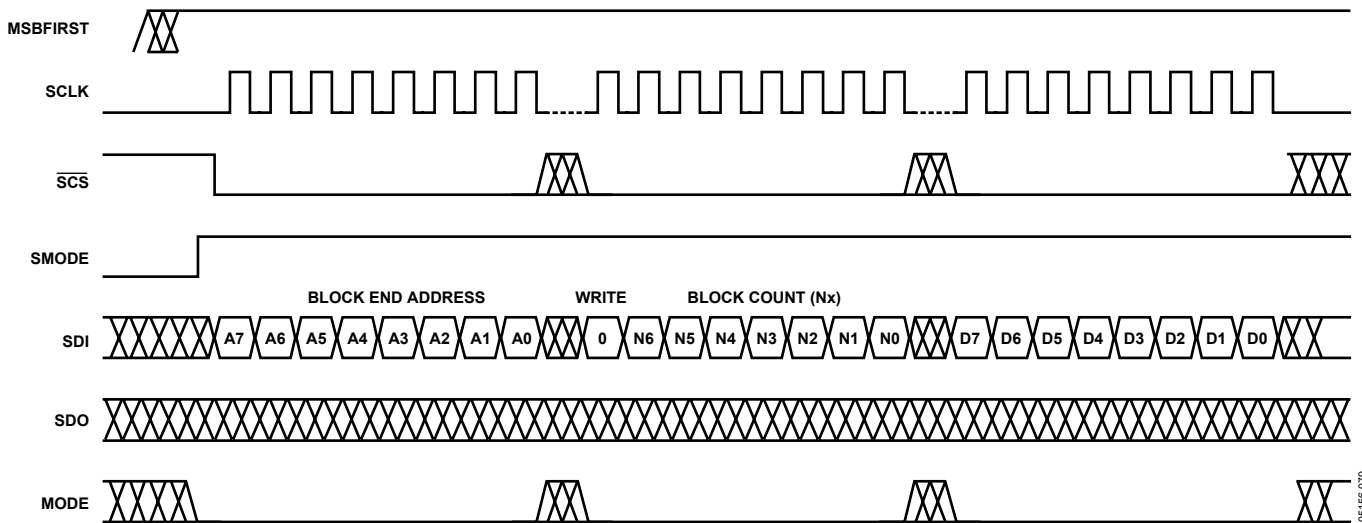 MSBFIRST
SCLK
SCS
SMODE
BLOCK END ADDRESS WRITE BLOCK COUNT (Nx)
SDI A7 A6 A5 A4 A3 A2 A1 A0 0 N6 N5 N4 N3 N2 N1 N0 D7 D6 D5 D4 D3 D2 D1 D0
SDO
MODE
05156-079